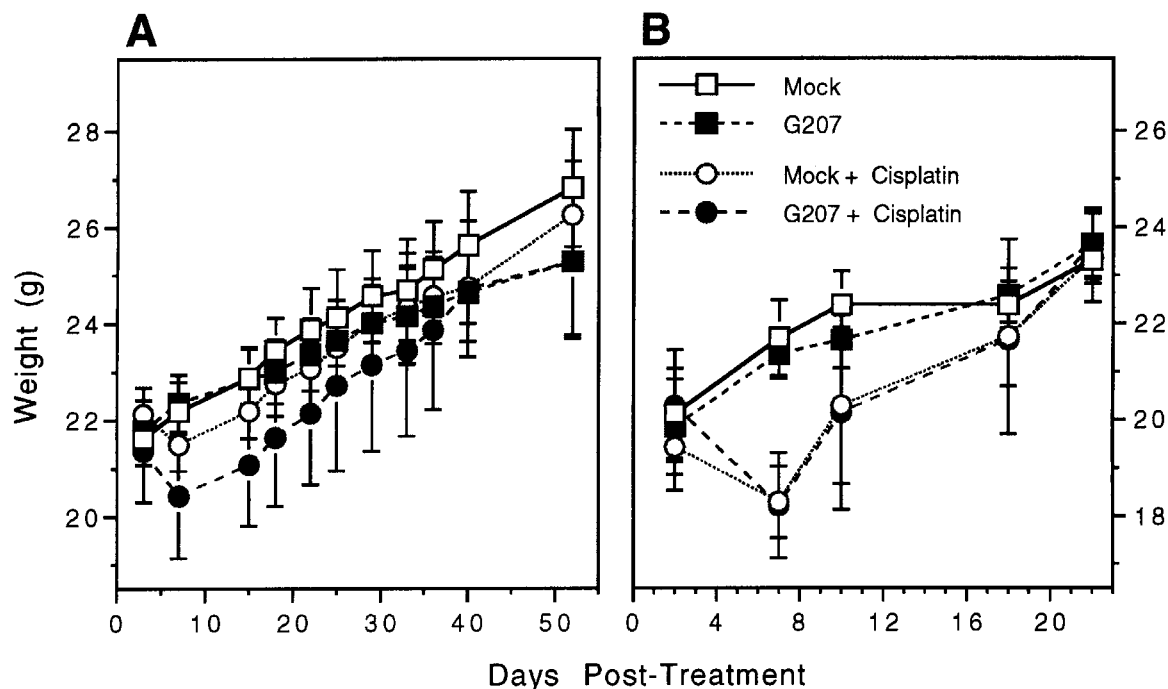 A
B
Weight (g)
28
26
24
22
20
0
10
20
30
40
50
Mock
G207
Mock + Cisplatin
G207 + Cisplatin
26
24
22
20
18
0
4
8
12
16
20
Days Post-Treatment